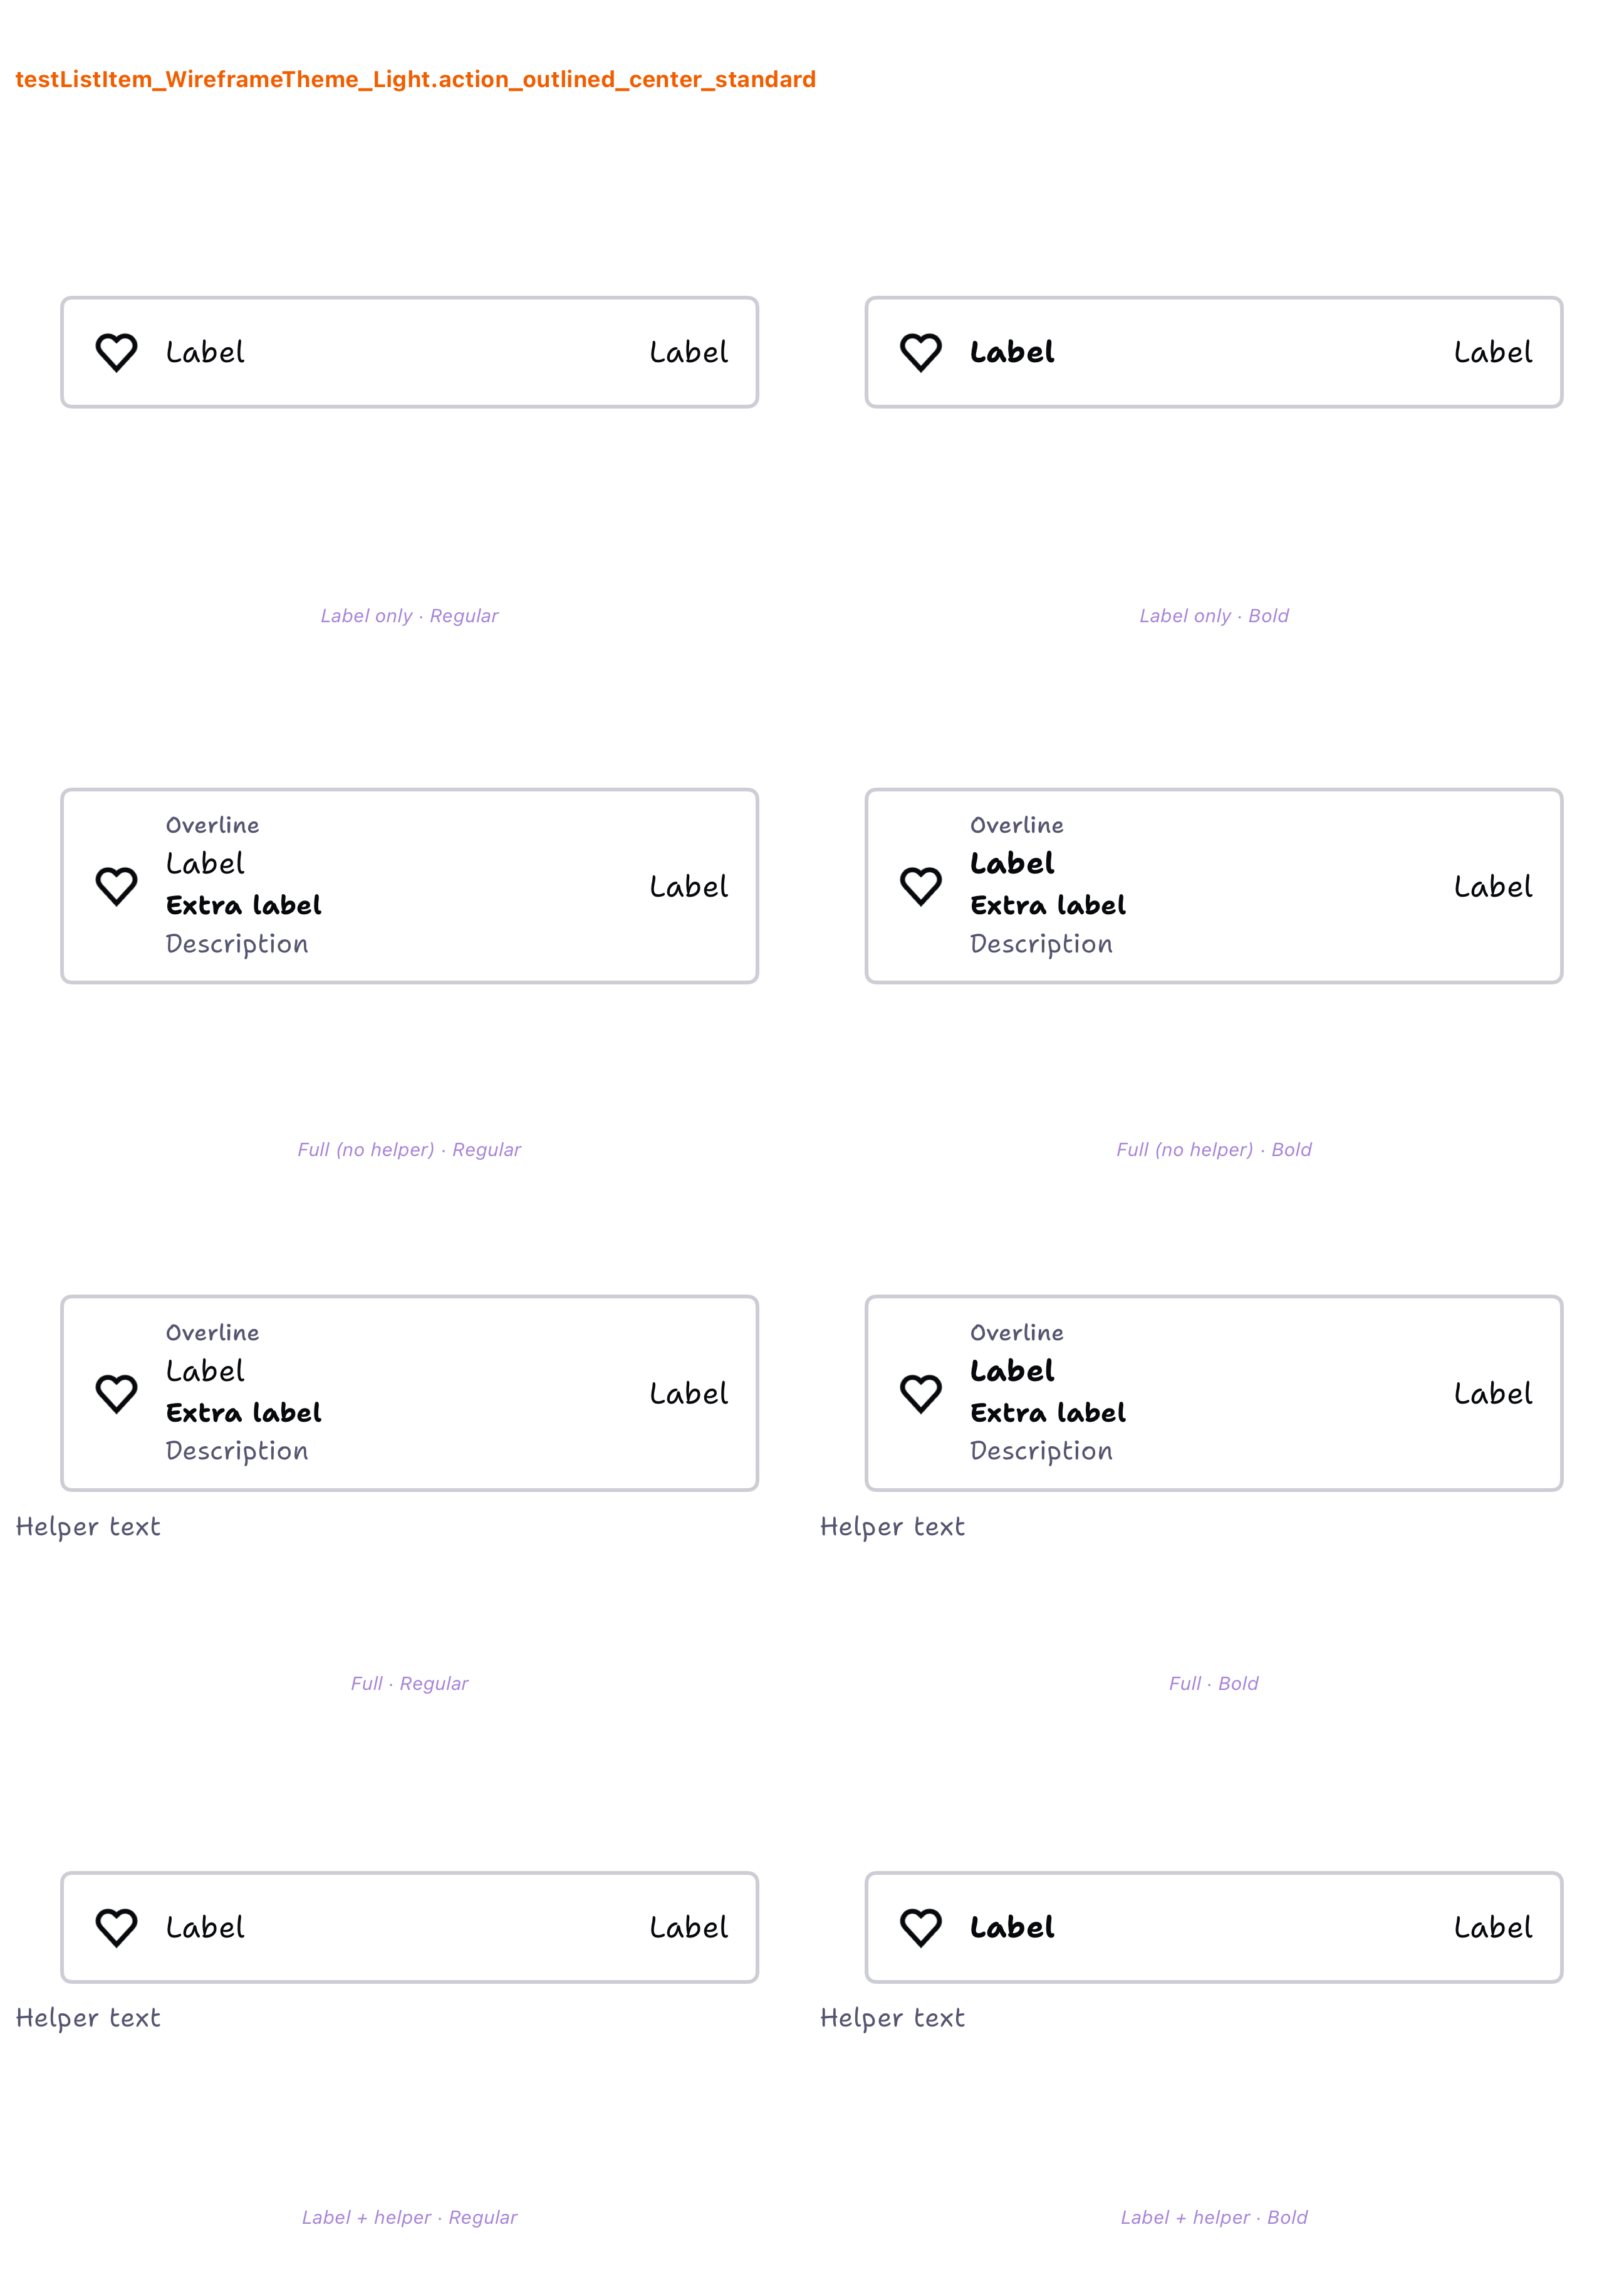 testListItem_WireframeTheme_Light.action_outlined_center_standard
Label Label
Label Label
Label only · Regular
Label only · Bold
Overline
Label
Extra label
Description
Label
Overline
Label
Extra label
Description
Label
Full (no helper) · Regular
Full (no helper) · Bold
Overline
Label
Extra label
Description
Label
Helper text
Overline
Label
Extra label
Description
Label
Helper text
Full · Regular
Full · Bold
Label Label
Helper text
Label Label
Helper text
Label + helper · Regular
Label + helper · Bold